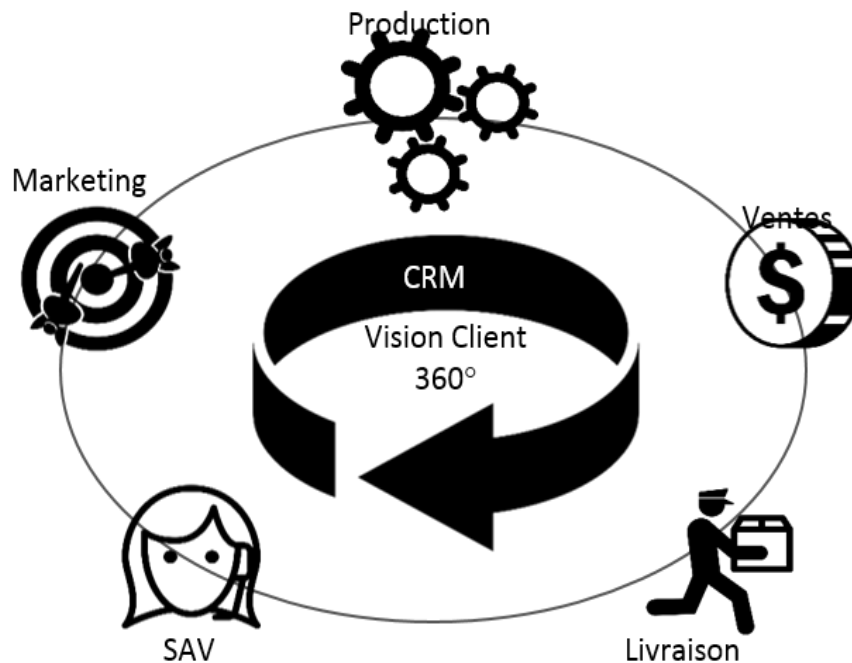 Production
Marketing
Ventes
$
CRM
Vision Client
360°
SAV
Livraison